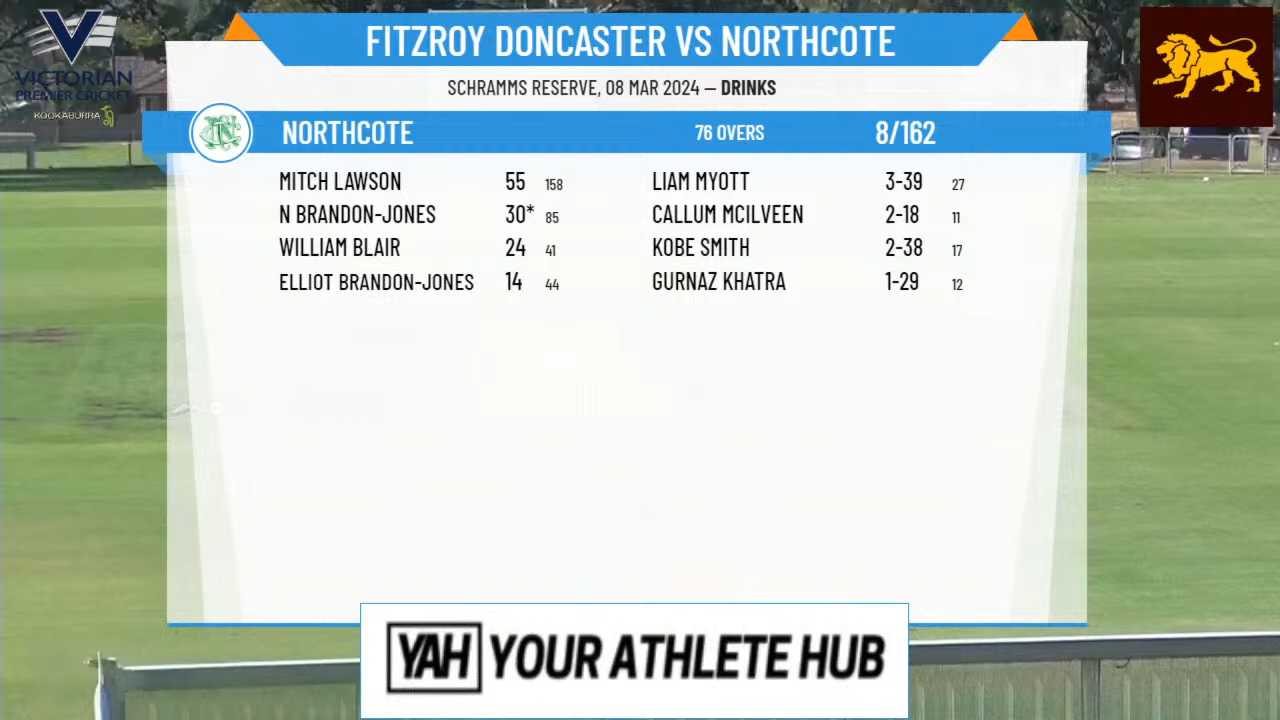 VICTORIAN
PREMIER CRICKET
KOOKABURRA
FITZROY DONCASTER VS NORTHCOTE
SCHRAMMS RESERVE, 08 MAR 2024 – DRINKS
NORTHCOTE 76 OVERS 8/162
MITCH LAWSON 55 158 LIAM MYOTT 3-39 27
N BRANDON-JONES 30* 85 CALLUM MCILVEEN 2-18 11
WILLIAM BLAIR 24 41 KOBE SMITH 2-38 17
ELLIOT BRANDON-JONES 14 44 GURNAZ KHATRA 1-29 12
YAH YOUR ATHLETE HUB